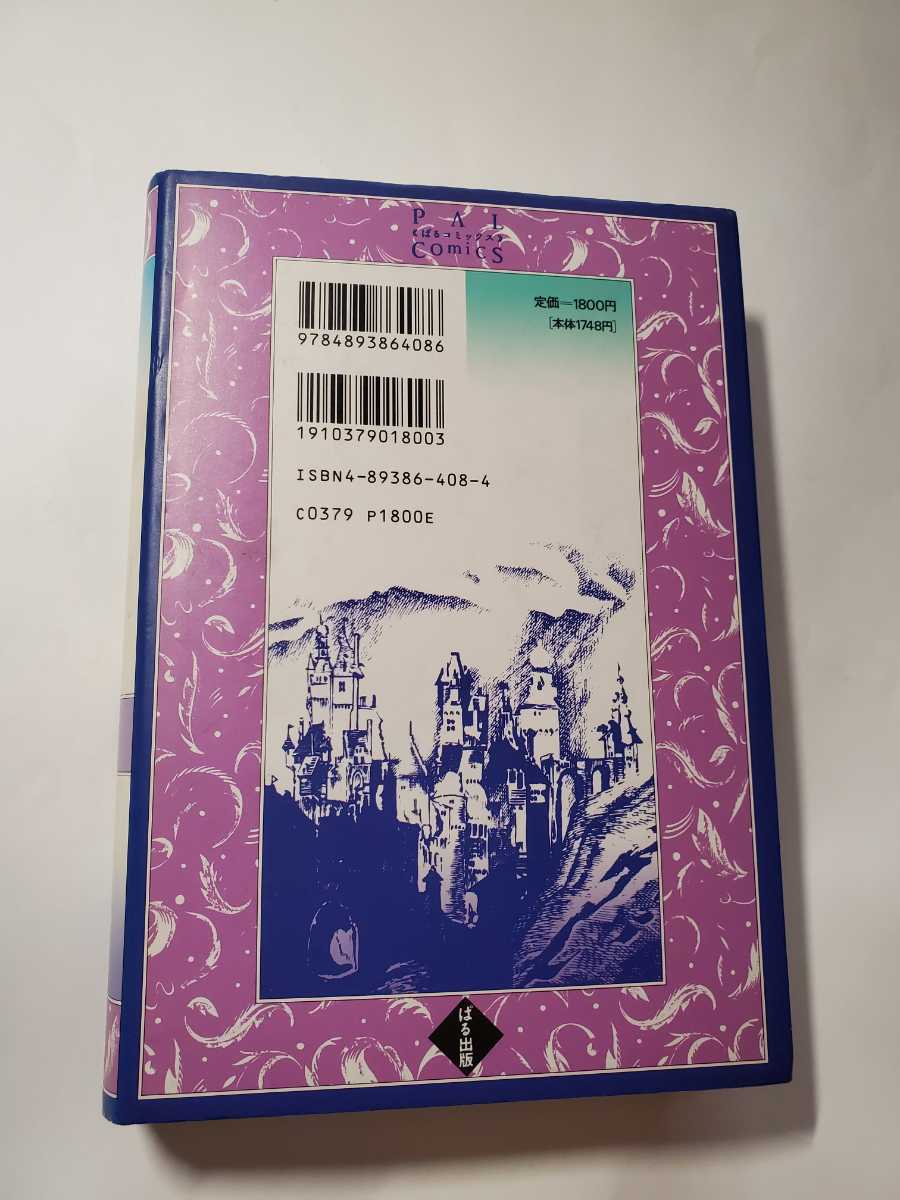 PAL
《ぱるコミックス》
COMICS
定価=1800円
[本体1748円]
9784893864086
1910379018003
ISBN4-89386-408-4
C0379 P1800E
ぱる出版